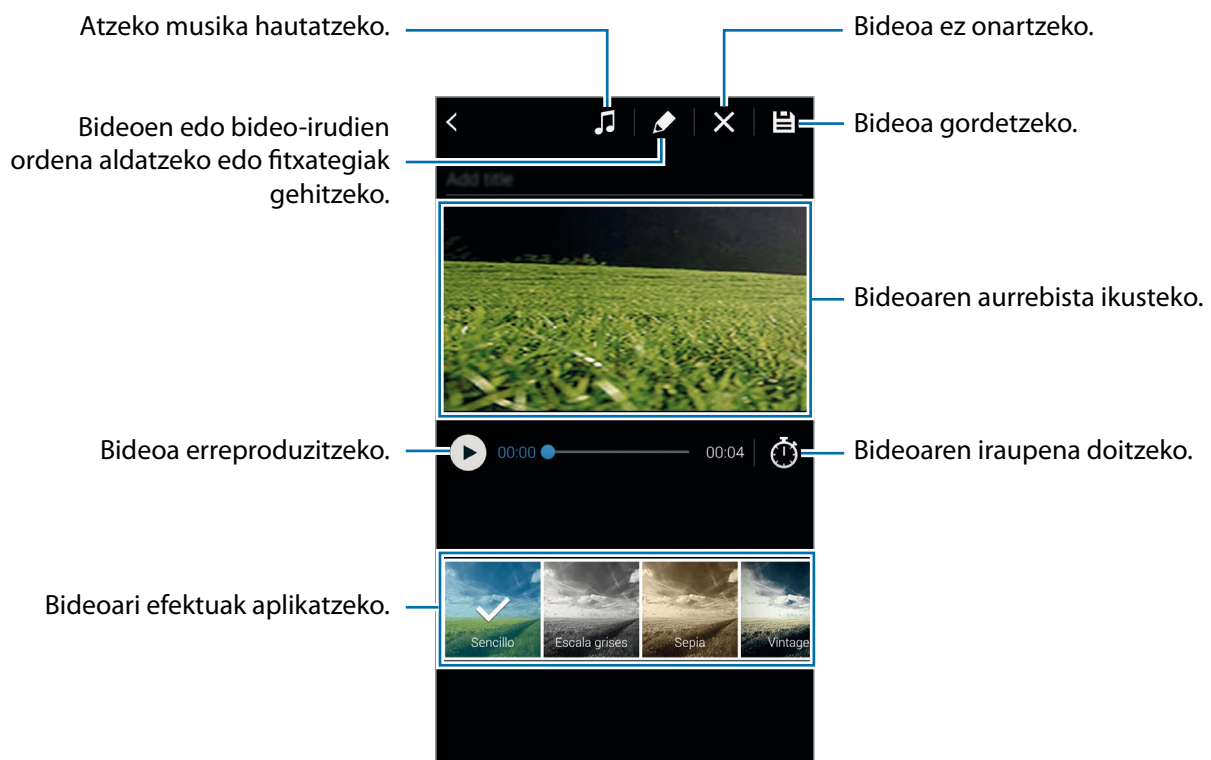 Atzeko musika hautatzeko.
Bideoa ez onartzeko.
Bideoen edo bideo-irudien
ordena aldatzeko edo fitxategiak
gehitzeko.
Bideoa gordetzeko.
Add title
Bideoaren aurrebista ikusteko.
Bideoa erreproduzitzeko.
00:00
00:04
Bideoaren iraupena doitzeko.
Bideoari efektuak aplikatzeko.
Sencillo
Escala grises
Sepia
Vintage